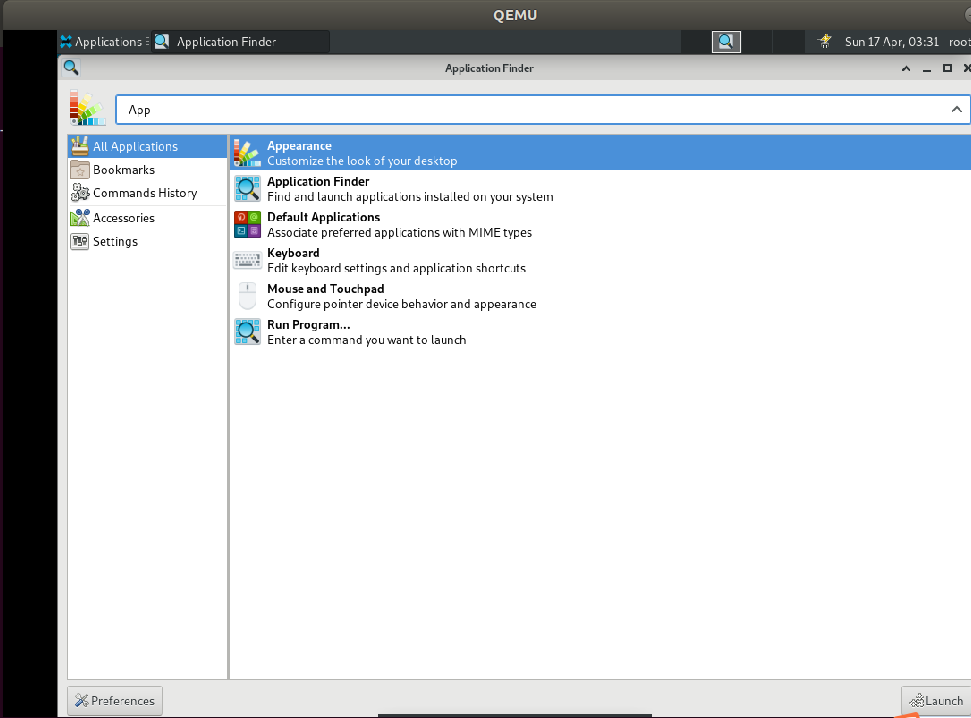 QEMU
Applications
Application Finder
Sun 17 Apr, 03:31
root
Application Finder
App
All Applications
Bookmarks
Commands History
Accessories
Settings
Appearance
Customize the look of your desktop
Application Finder
Find and launch applications installed on your system
Default Applications
Associate preferred applications with MIME types
Keyboard
Edit keyboard settings and application shortcuts
Mouse and Touchpad
Configure pointer device behavior and appearance
Run Program...
Enter a command you want to launch
Preferences
Launch